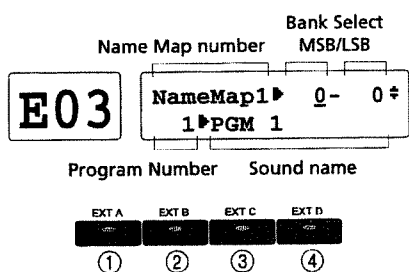 Bank Select
Name Map number MSB/LSB
E03
NameMap1▶ 0- 0♦
1▶PGM 1
Program Number Sound name
EXT A EXT B EXT C EXT D
① ② ③ ④